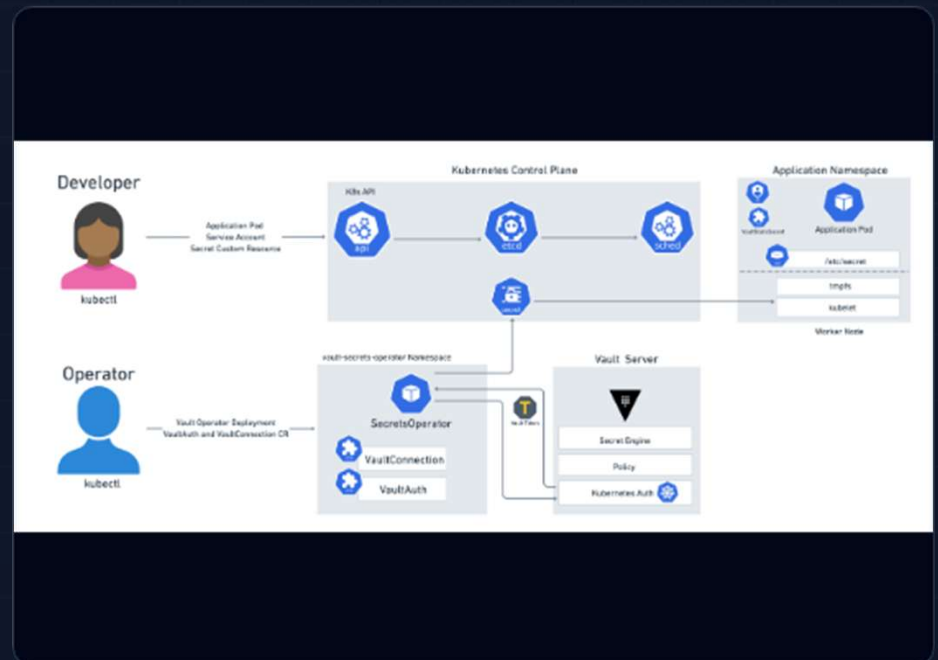 Developer
kubectl
Application Pod
Service Account
Secret Custom Resource
Kubernetes Control Plane
K8s API
api
etcd
sched
secret
Application Namespace
Application Pod
/etc/secret
tmpfs
kubelet
Worker Node
Operator
kubectl
Vault Operator Deployment
VaultAuth and VaultConnection CR
vault-secrets-operator Namespace
SecretsOperator
VaultConnection
VaultAuth
Vault Server
Secret Engine
Policy
Kubernetes Auth